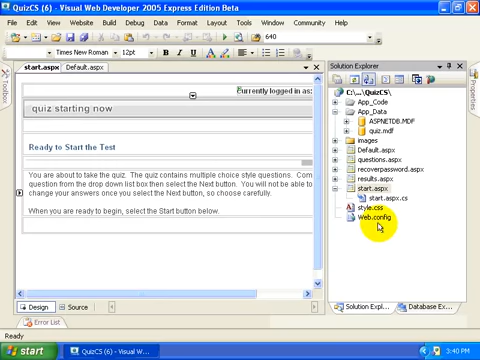 QuizCS (6) - Visual Web Developer 2005 Express Edition Beta
File Edit View Website Build Debug Format Layout Tools Window Community Help
640
Normal Times New Roman 12pt
start.aspx Default.aspx
Toolbox
Currently logged in as:
quiz starting now
Ready to Start the Test
You are about to take the quiz. The quiz contains multiple choice style questions. Com
question from the drop down list box then select the Next button. You will not be able to
change your answers once you select the Next button, so choose carefully.
When you are ready to begin, select the Start button below.
Design Source
Error List
Solution Explorer
C:\...\QuizCS\
App_Code
App_Data
ASPNETDB.MDF
quiz.mdf
images
Default.aspx
questions.aspx
recoverpassword.aspx
results.aspx
start.aspx
start.aspx.cs
style.css
Web.config
Solution Expl... Database Ex...
Properties
Ready
start QuizCS (6) - Visual W... 3:40 PM